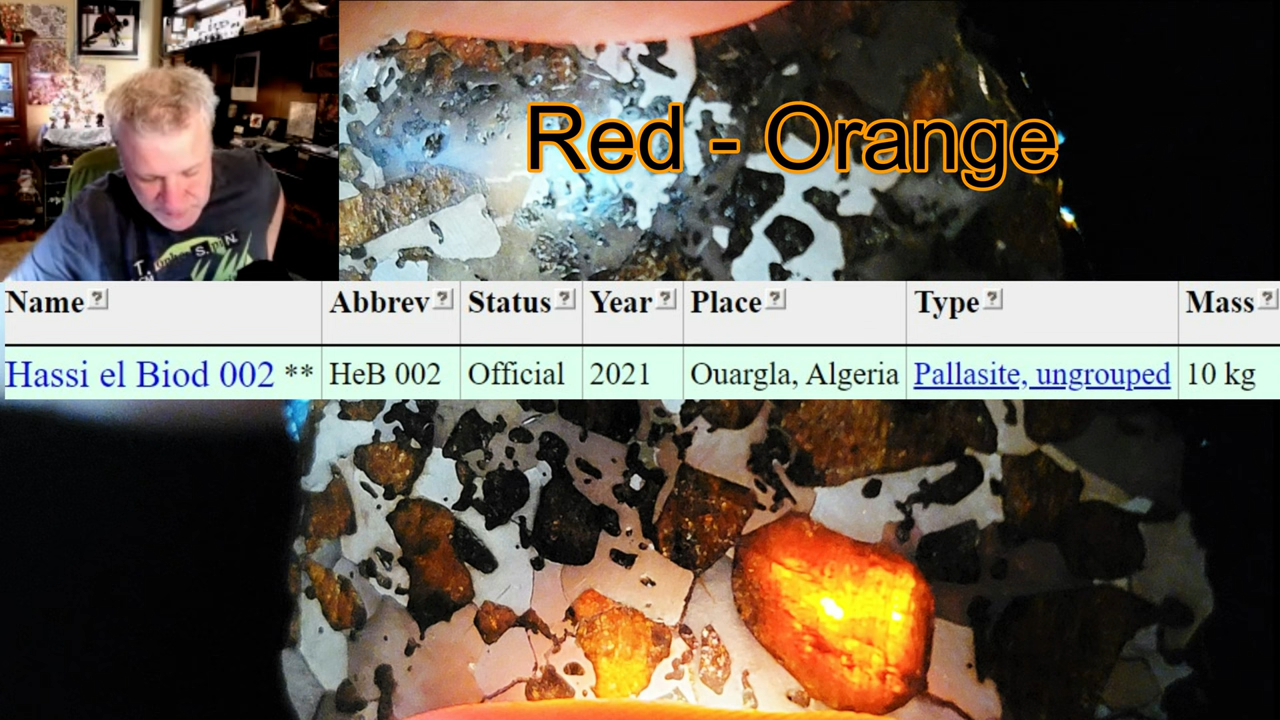 Red - Orange
Name ? Abbrev ? Status ? Year ? Place ? Type ? Mass ?
Hassi el Biod 002 ** HeB 002 Official 2021 Ouargla, Algeria Pallasite, ungrouped 10 kg